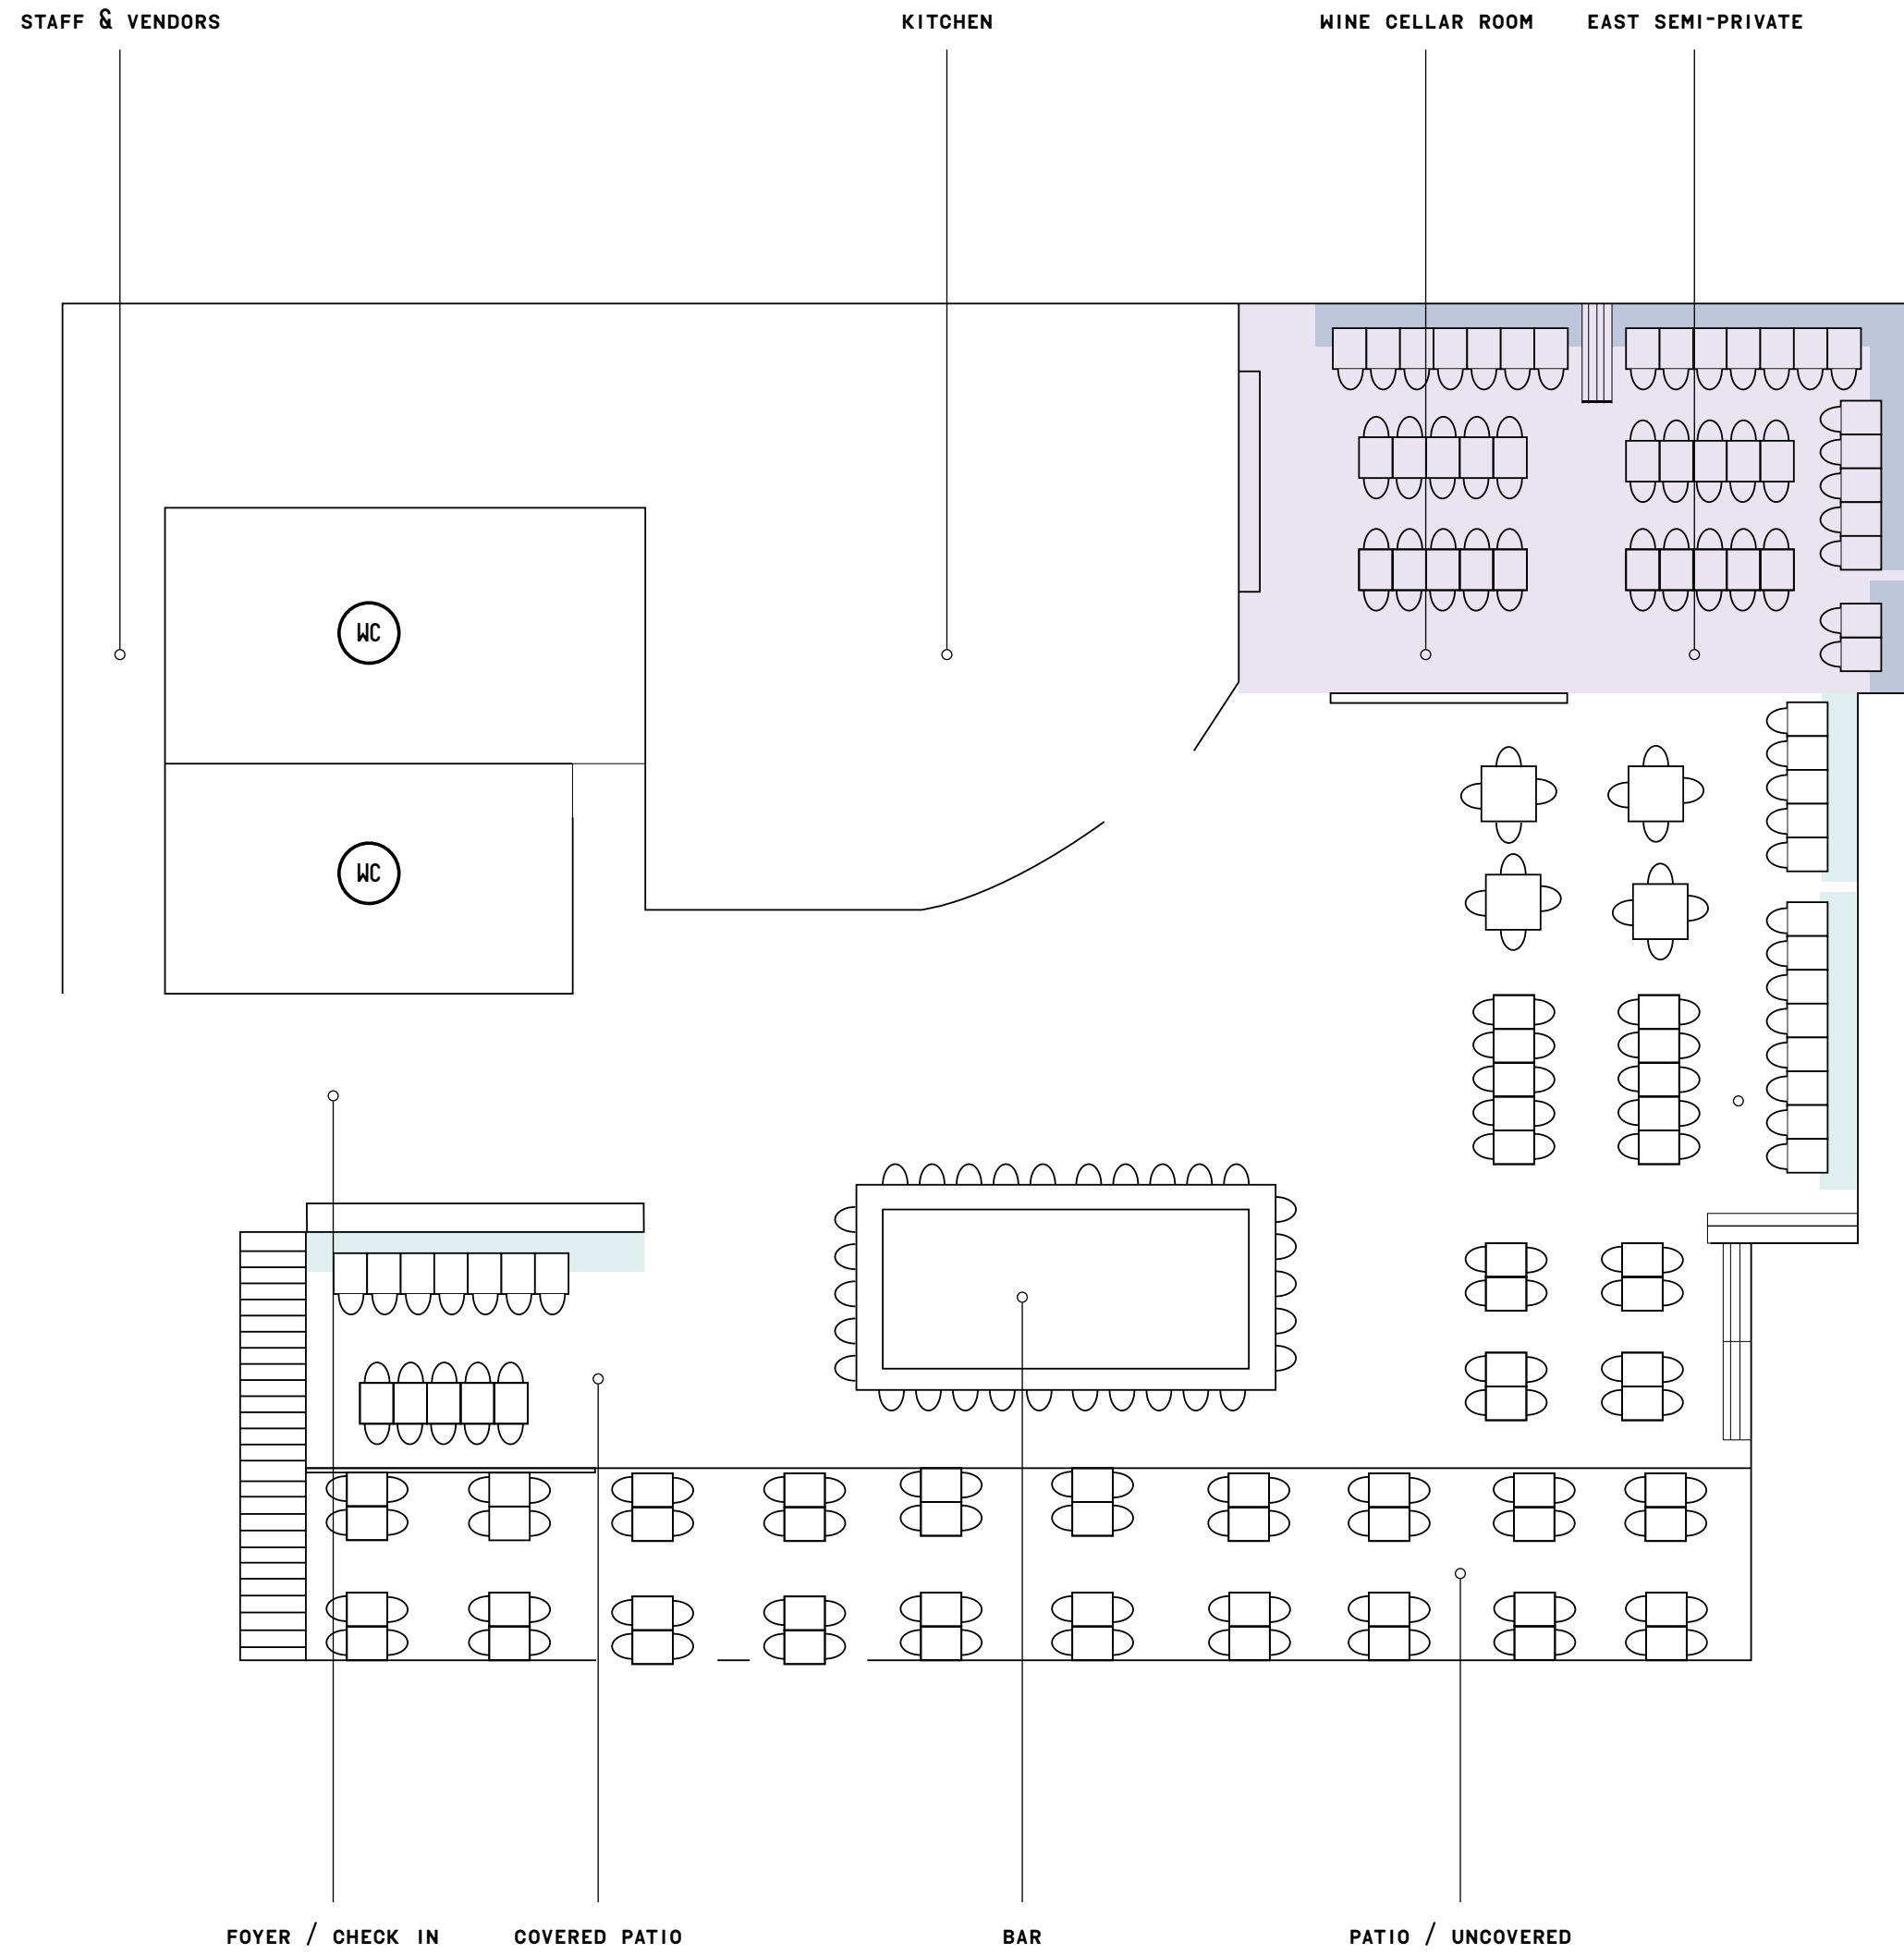 STAFF & VENDORS
KITCHEN
WINE CELLAR ROOM
EAST SEMI-PRIVATE
WC
WC
FOYER / CHECK IN
COVERED PATIO
BAR
PATIO / UNCOVERED